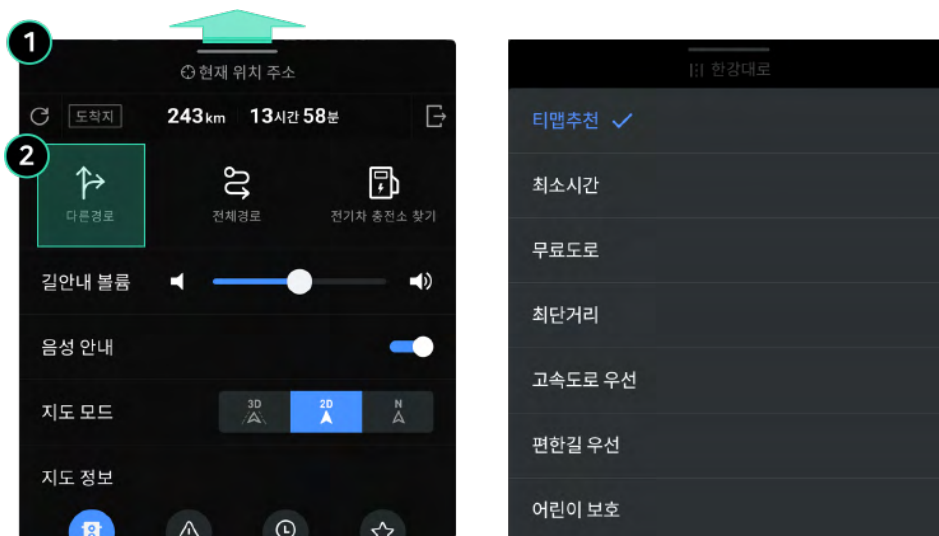 1
현재 위치 주소
도착지 243km 13시간 58분
2
다른경로 전체경로 전기차 충전소 찾기
길안내 볼륨
음성 안내
지도 모드 3D 2D N
지도 정보
한강대로
티맵추천
최소시간
무료도로
최단거리
고속도로 우선
편한길 우선
어린이 보호